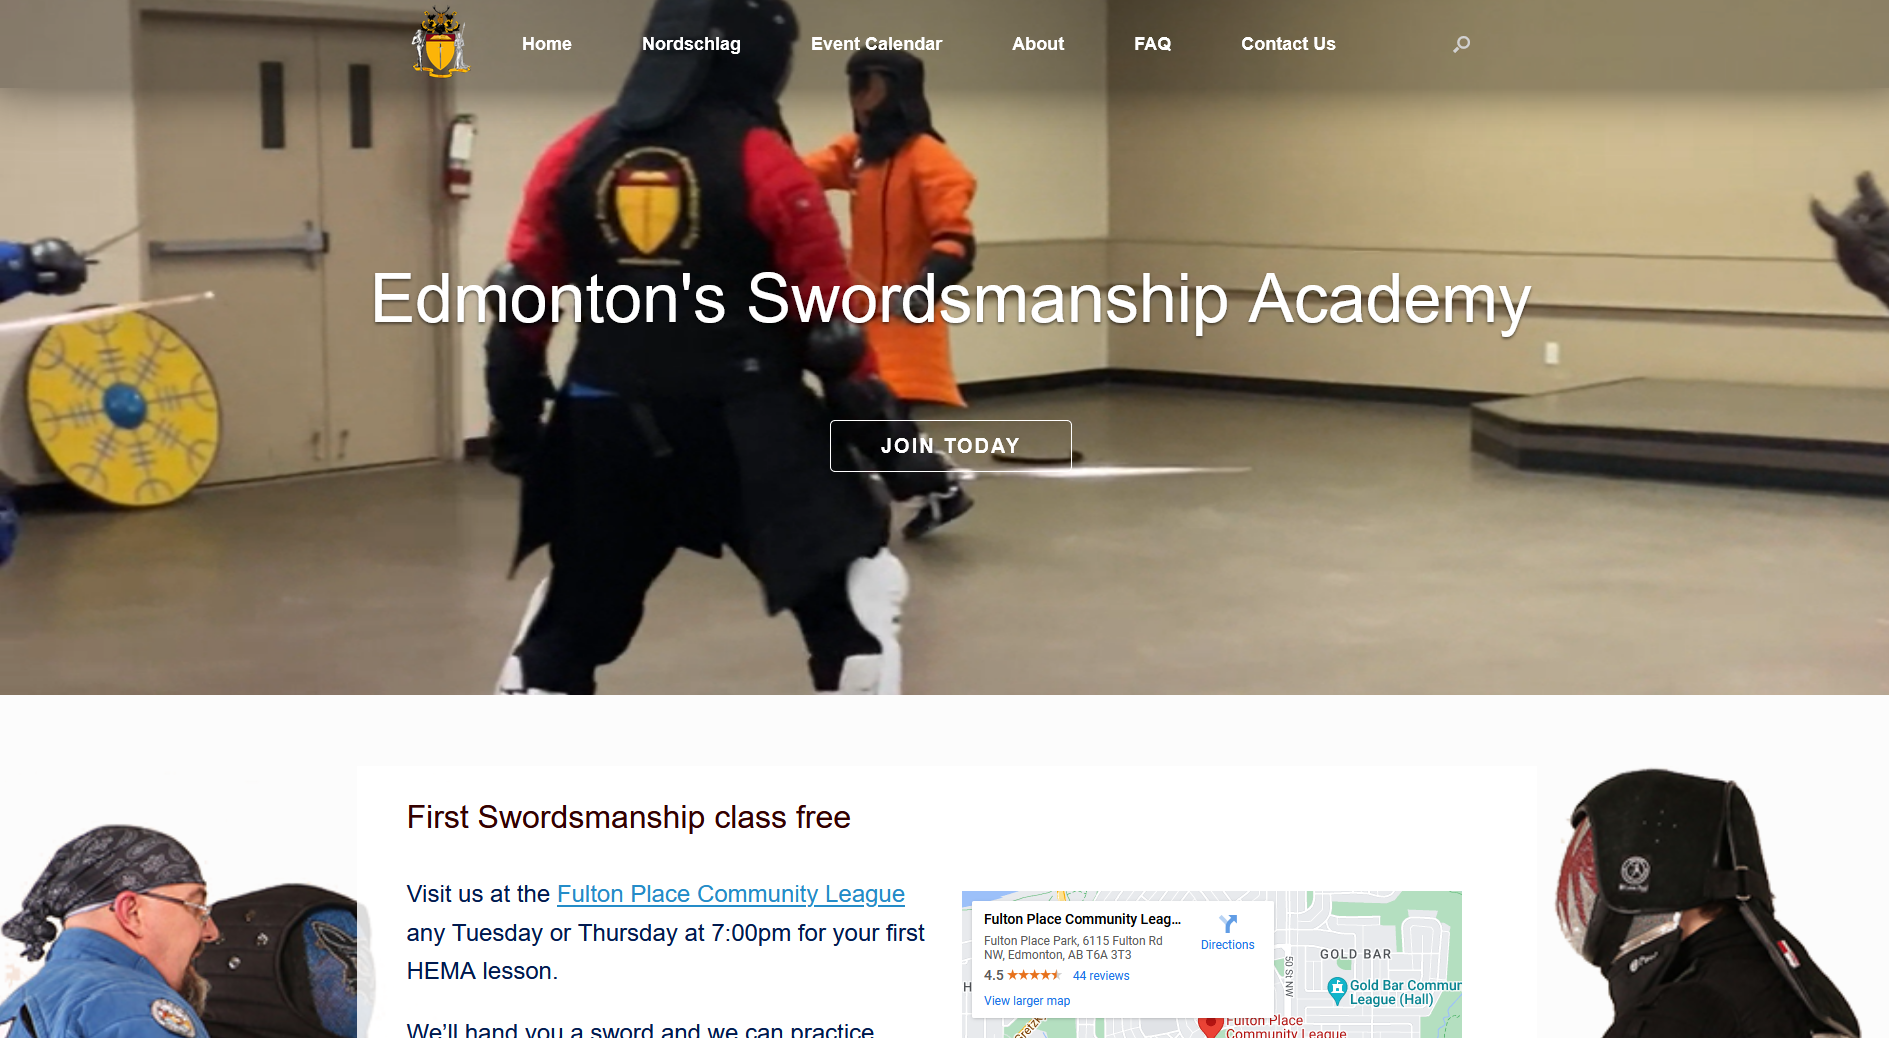 Home Nordschlag Event Calendar About FAQ Contact Us
Edmonton's Swordsmanship Academy
JOIN TODAY
First Swordsmanship class free
Visit us at the Fulton Place Community League
any Tuesday or Thursday at 7:00pm for your first
HEMA lesson.
We'll hand you a sword and we can practice
Fulton Place Community Leag...
Directions
Fulton Place Park, 6115 Fulton Rd
NW, Edmonton, AB T6A 3T3
4.5 44 reviews
View larger map
GOLD BAR
50 St NW
Gold Bar Commun
League (Hall)
Fulton Place
Community League